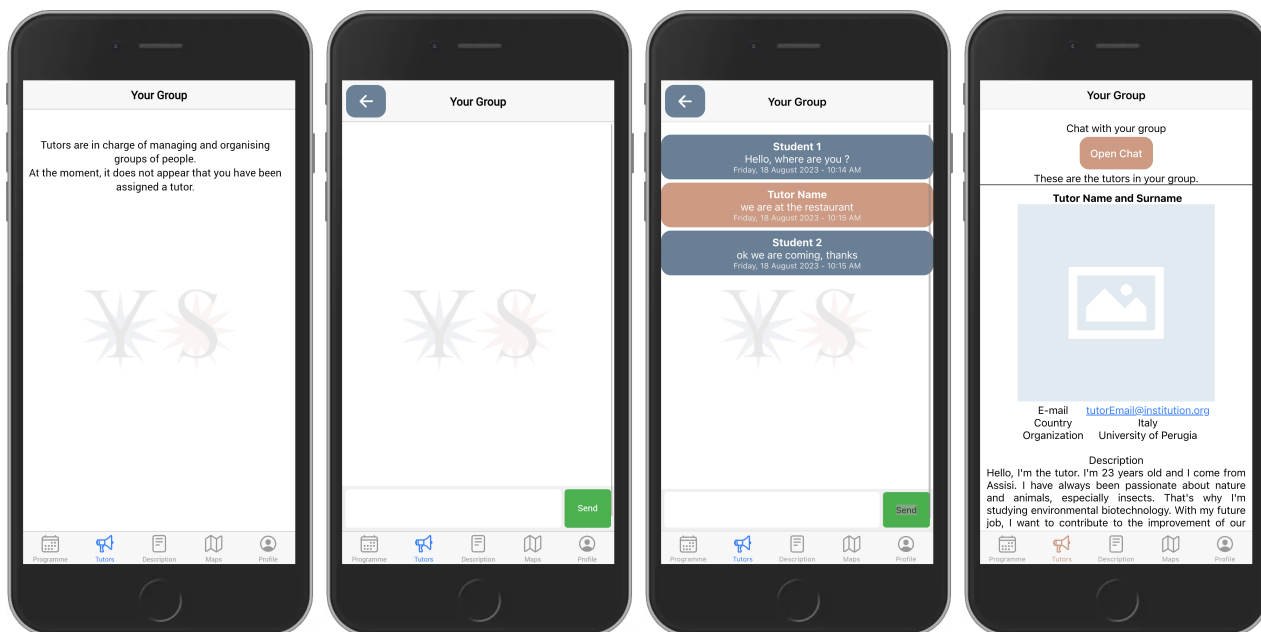 Your Group
Tutors are in charge of managing and organising
groups of people.
At the moment, it does not appear that you have been
assigned a tutor.
YS
Programme Tutors Description Maps Profile
Your Group
YS
Send
Programme Tutors Description Maps Profile
Your Group
Student 1
Hello, where are you ?
Friday, 18 August 2023 - 10:14 AM
Tutor Name
we are at the restaurant
Friday, 18 August 2023 - 10:15 AM
Student 2
ok we are coming, thanks
Friday, 18 August 2023 - 10:15 AM
YS
Send
Programme Tutors Description Maps Profile
Your Group
Chat with your group
Open Chat
These are the tutors in your group.
Tutor Name and Surname
E-mail tutorEmail@institution.org
Country Italy
Organization University of Perugia
Description
Hello, I'm the tutor. I'm 23 years old and I come from
Assisi. I have always been passionate about nature
and animals, especially insects. That's why I'm
studying environmental biotechnology. With my future
job, I want to contribute to the improvement of our
Programme Tutors Description Maps Profile